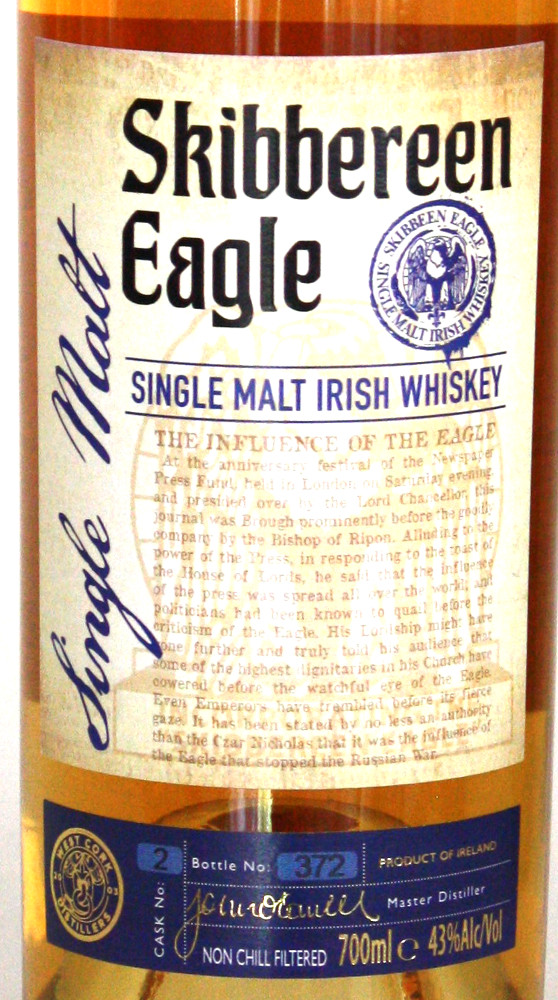 Skibbereen
Eagle
SKIBBEEN EAGLE
SINGLE MALT IRISH WHISKEY
Single Malt
SINGLE MALT IRISH WHISKEY
THE INFLUENCE OF THE EAGLE
At the anniversary festival of the Newspaper
Press Fund, held in London on Saturday evening,
and presided over by the Lord Chancellor, this
journal was Brough prominently before the goodly
company by the Bishop of Ripon. Alluding to the
power of the Press, in responding to the toast of
the House of Lords, he said that the influence
of the press was spread all over the world; and
politicians had been known to quail before the
criticism of the Eagle. His Lordship might have
gone further and truly told his audience that
some of the highest dignitaries in his Church have
cowered before the watchful eye of the Eagle.
Even Emperors have trembled before its fierce
gaze. It has been stated by no less an authority
than the Czar Nicholas that it was the influence of
the Eagle that stopped the Russian War.
WEST CORK
20 03
DISTILLERS
CASK No: 2
Bottle No: 372
PRODUCT OF IRELAND
Master Distiller
NON CHILL FILTERED 700ml ℮ 43%Alc/Vol